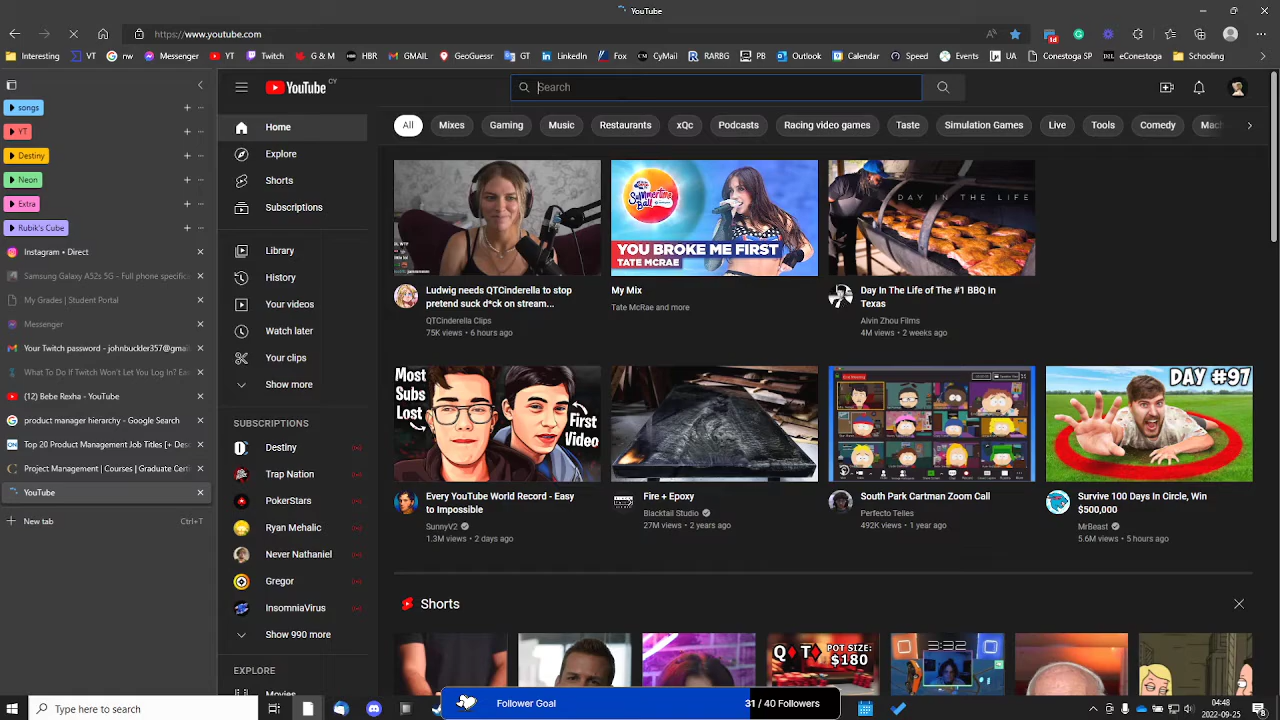 YouTube
https://www.youtube.com
Interesting
VT
nw
Messenger
YT
Twitch
G & M
HBR
GMAIL
GeoGuessr
GT
LinkedIn
Fox
CyMail
RARBG
PB
Outlook
eCenestar
Speed
Events
UA
Conestoga SP
eConestoga
Schooling
songs
YT
Destiny
Neon
Extra
Rubik's Cube
Instagram • Direct
Samsung Galaxy A52s 5G - Full phone specific
My Grades | Student Portal
Messenger
Your Twitch password - johnbuckler357@gmai
What To Do If Twitch Won't Let You Log In? Eas
(12) Bebe Rexha - YouTube
product manager hierarchy - Google Search
Top 20 Product Management Job Titles [+ Des
Project Management | Courses | Graduate Certi
YouTube
New tab
Ctrl+T
YouTube CY
Search
Home
Explore
Shorts
Subscriptions
Library
History
Your videos
Watch later
Your clips
Show more
SUBSCRIPTIONS
Destiny
Trap Nation
PokerStars
Ryan Mehalic
Never Nathaniel
Gregor
InsomniaVirus
Show 990 more
EXPLORE
Movies
All
Mixes
Gaming
Music
Restaurants
xQc
Podcasts
Racing video games
Taste
Simulation Games
Live
Tools
Comedy
Mach
Ludwig needs QTCinderella to stop
pretend suck d*ck on stream...
QTCinderella Clips
75K views • 6 hours ago
Summertime
Ball
YOU BROKE ME FIRST
TATE MCRAE
My Mix
Tate McRae and more
DAY IN THE LIFE
Day In The Life of The #1 BBQ In
Texas
Alvin Zhou Films
4M views • 2 weeks ago
Most
Subs
Lost
First
Video
Every YouTube World Record - Easy
to Impossible
SunnyV2
1.3M views • 2 days ago
Fire + Epoxy
Blacktail Studio
27M views • 2 years ago
South Park Cartman Zoom Call
Perfecto Telles
492K views • 1 year ago
DAY #97
Survive 100 Days In Circle, Win
$500,000
MrBeast
5.6M views • 5 hours ago
Shorts
Q T
POT SIZE:
$180
3:32
Follower Goal
31 / 40 Followers
Type here to search
04:48
2022-09-25